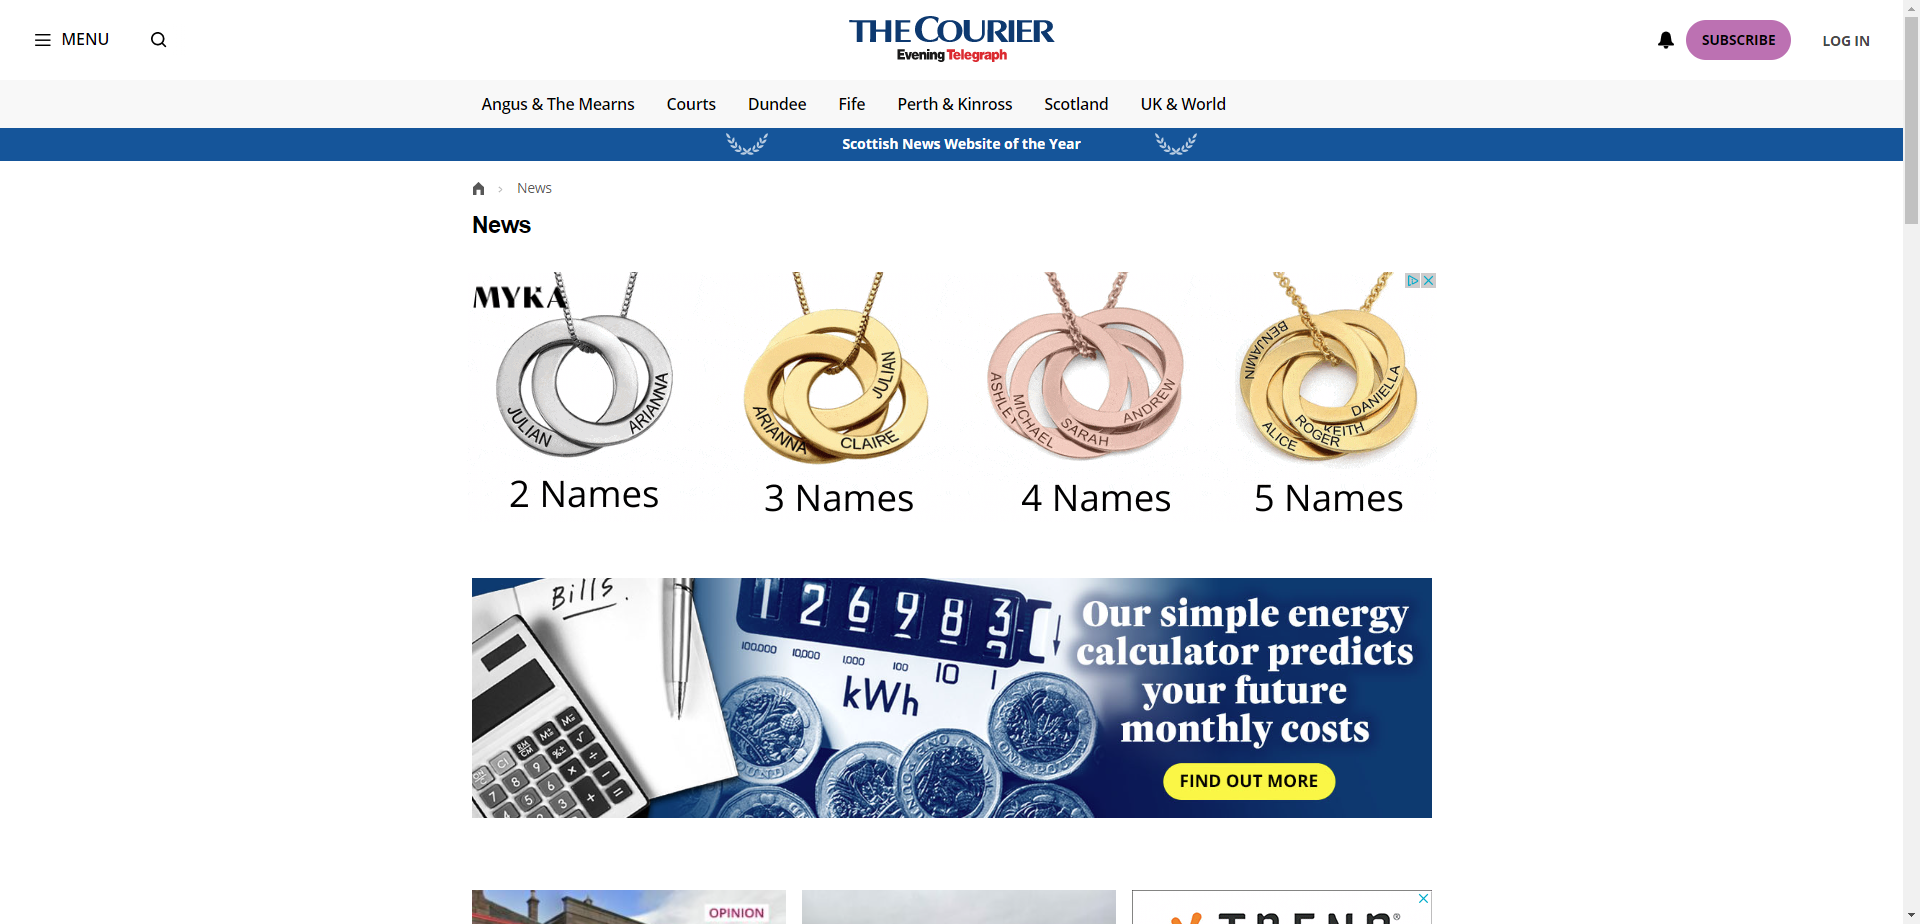 MENU
THE COURIER
Evening Telegraph
SUBSCRIBE
LOG IN
Angus & The Mearns
Courts
Dundee
Fife
Perth & Kinross
Scotland
UK & World
Scottish News Website of the Year
News
News
MYKA
JULIAN
ARIANNA
ARIANNA
CLAIRE
JULIAN
ASHLEY
MICHAEL
SARAH
ANDREW
BENJAMIN
ALICE
ROGER
KEITH
DANIELLA
2 Names
3 Names
4 Names
5 Names
Bills.
1 2 6 9 8 3
100,000 10,000 1,000 100 10 1
kWh
Our simple energy
calculator predicts
your future
monthly costs
FIND OUT MORE
OPINION